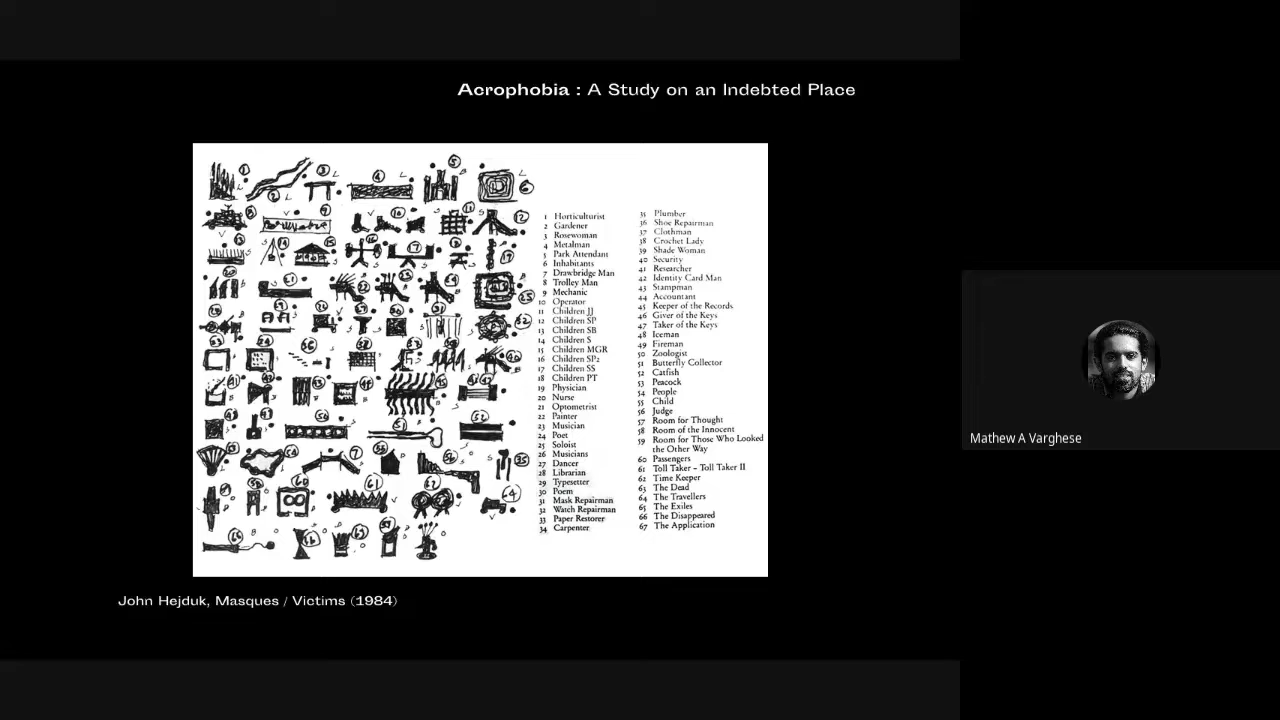 Acrophobia : A Study on an Indebted Place
1 Horticulturist
2 Gardener
3 Rosewoman
4 Metalman
5 Park Attendant
6 Inhabitants
7 Drawbridge Man
8 Trolley Man
9 Mechanic
10 Operator
11 Children JJ
12 Children SP
13 Children SB
14 Children S
15 Children MGR
16 Children SP2
17 Children SS
18 Children PT
19 Physician
20 Nurse
21 Optometrist
22 Painter
23 Musician
24 Poet
25 Soloist
26 Musicians
27 Dancer
28 Librarian
29 Typesetter
30 Poem
31 Mask Repairman
32 Watch Repairman
33 Paper Restorer
34 Carpenter
35 Plumber
36 Shoe Repairman
37 Clothman
38 Crochet Lady
39 Shade Woman
40 Security
41 Researcher
42 Identity Card Man
43 Stampman
44 Accountant
45 Keeper of the Records
46 Giver of the Keys
47 Taker of the Keys
48 Iceman
49 Fireman
50 Zoologist
51 Butterfly Collector
52 Catfish
53 Peacock
54 People
55 Child
56 Judge
57 Room for Thought
58 Room of the Innocent
59 Room for Those Who Looked
the Other Way
60 Passengers
61 Toll Taker - Toll Taker II
62 Time Keeper
63 The Dead
64 The Travellers
65 The Exiles
66 The Disappeared
67 The Application
John Hejduk, Masques / Victims (1984)
Mathew A Varghese